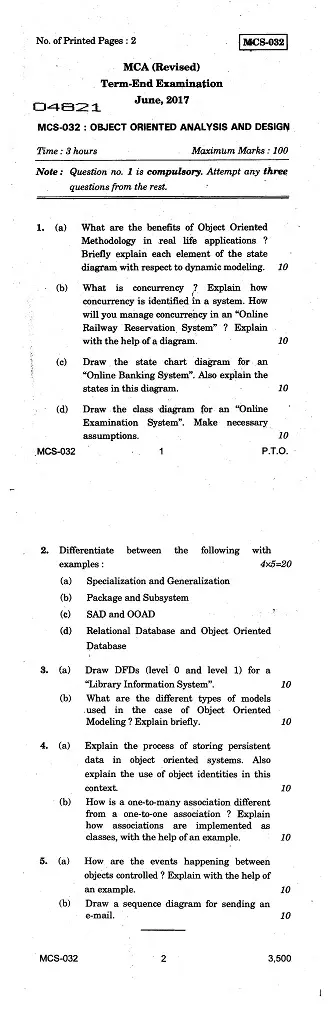 No. of Printed Pages : 2 MCS-032
MCA (Revised)
Term-End Examination
04821 June, 2017
MCS-032 : OBJECT ORIENTED ANALYSIS AND DESIGN
Time : 3 hours Maximum Marks : 100
Note : Question no. 1 is compulsory. Attempt any three
questions from the rest.
1. (a) What are the benefits of Object Oriented
Methodology in real life applications ?
Briefly explain each element of the state
diagram with respect to dynamic modeling. 10
(b) What is concurrency ? Explain how
concurrency is identified in a system. How
will you manage concurrency in an “Online
Railway Reservation System” ? Explain
with the help of a diagram. 10
(c) Draw the state chart diagram for an
“Online Banking System”. Also explain the
states in this diagram. 10
(d) Draw the class diagram for an “Online
Examination System”. Make necessary
assumptions. 10
MCS-032 1 P.T.O.
2. Differentiate between the following with
examples : 4×5=20
(a) Specialization and Generalization
(b) Package and Subsystem
(c) SAD and OOAD
(d) Relational Database and Object Oriented
Database
3. (a) Draw DFDs (level 0 and level 1) for a
“Library Information System”. 10
(b) What are the different types of models
used in the case of Object Oriented
Modeling ? Explain briefly. 10
4. (a) Explain the process of storing persistent
data in object oriented systems. Also
explain the use of object identities in this
context. 10
(b) How is a one-to-many association different
from a one-to-one association ? Explain
how associations are implemented as
classes, with the help of an example. 10
5. (a) How are the events happening between
objects controlled ? Explain with the help of
an example. 10
(b) Draw a sequence diagram for sending an
e-mail. 10
MCS-032 2 3,500